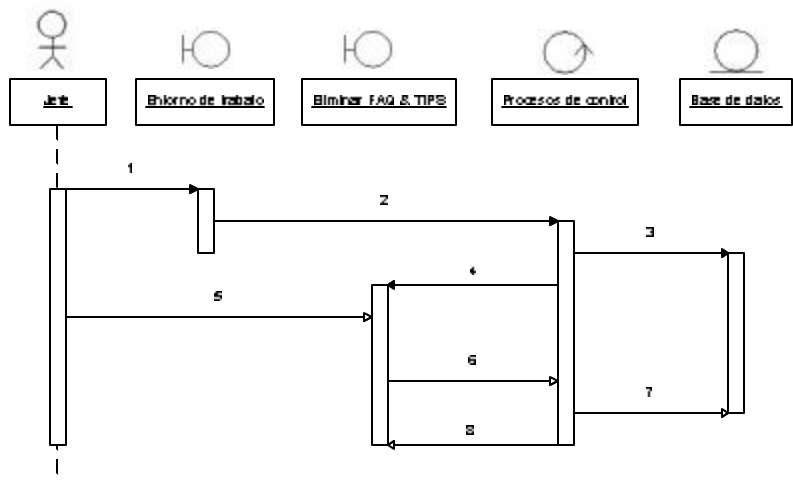 Jefe
Entorno de trabajo
Eliminar FAQ & TIPS
Procesos de control
Base de datos
1
2
3
4
5
6
7
8